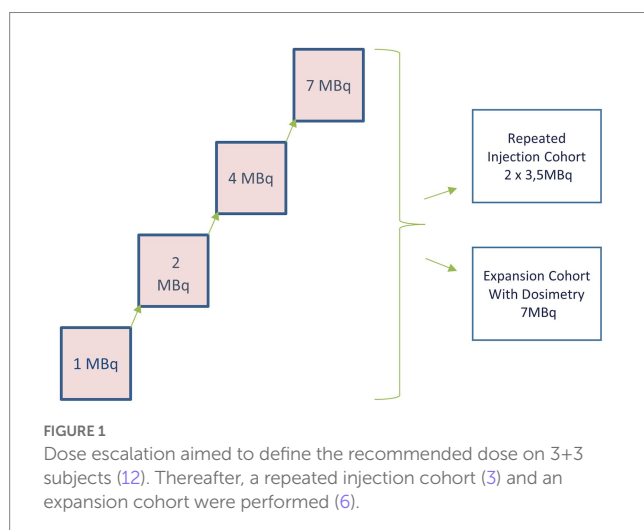 7 MBq
4 MBq
2
MBq
1 MBq
Repeated
Injection Cohort
2 x 3,5MBq
Expansion Cohort
With Dosimetry
7MBq
FIGURE 1
Dose escalation aimed to define the recommended dose on 3+3
subjects (12). Thereafter, a repeated injection cohort (3) and an
expansion cohort were performed (6).